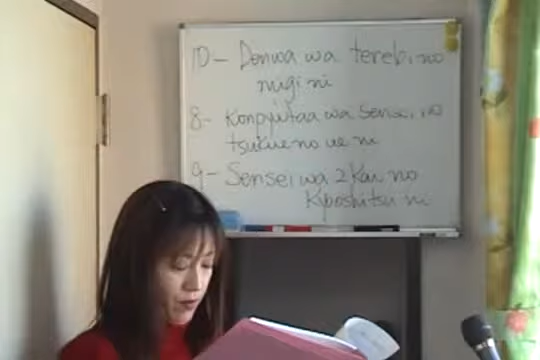 10- Denwa wa terebi no
migi ni
8- Konpyuutaa wa Sensei no
tsukue no ue ni
9- Sensei wa 2 Kai no
Kyoshitsu ni